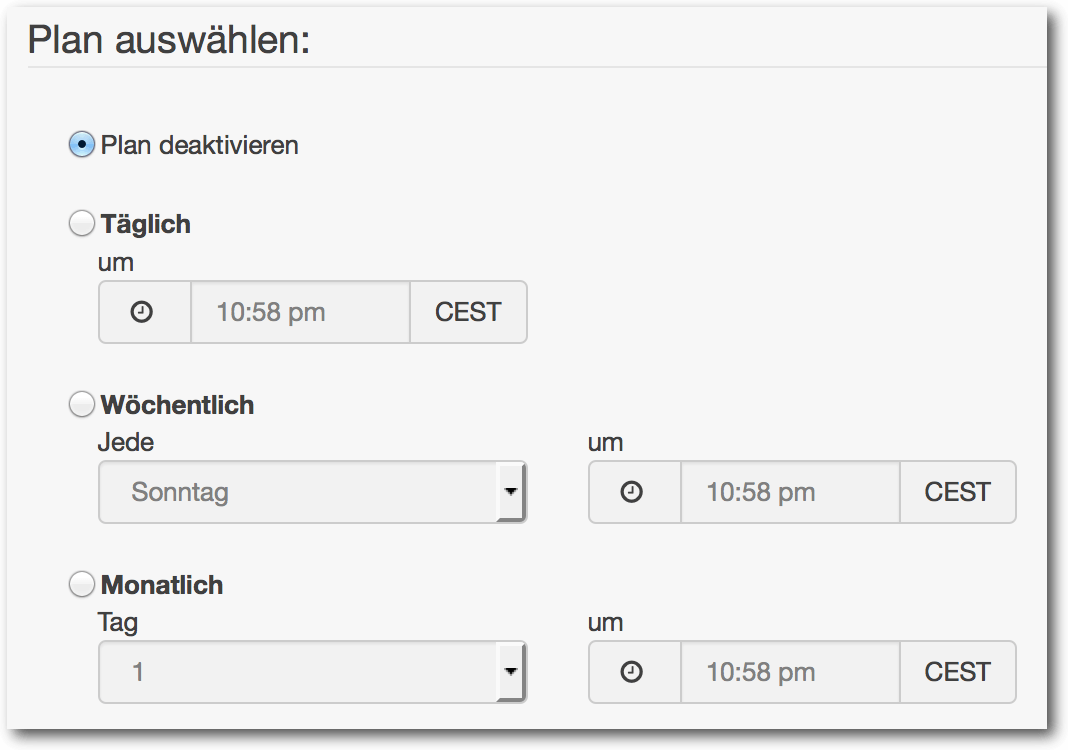 Plan auswählen:
Plan deaktivieren
Täglich
um
10:58 pm CEST
Wöchentlich
Jede um
Sonntag 10:58 pm CEST
Monatlich
Tag um
1 10:58 pm CEST